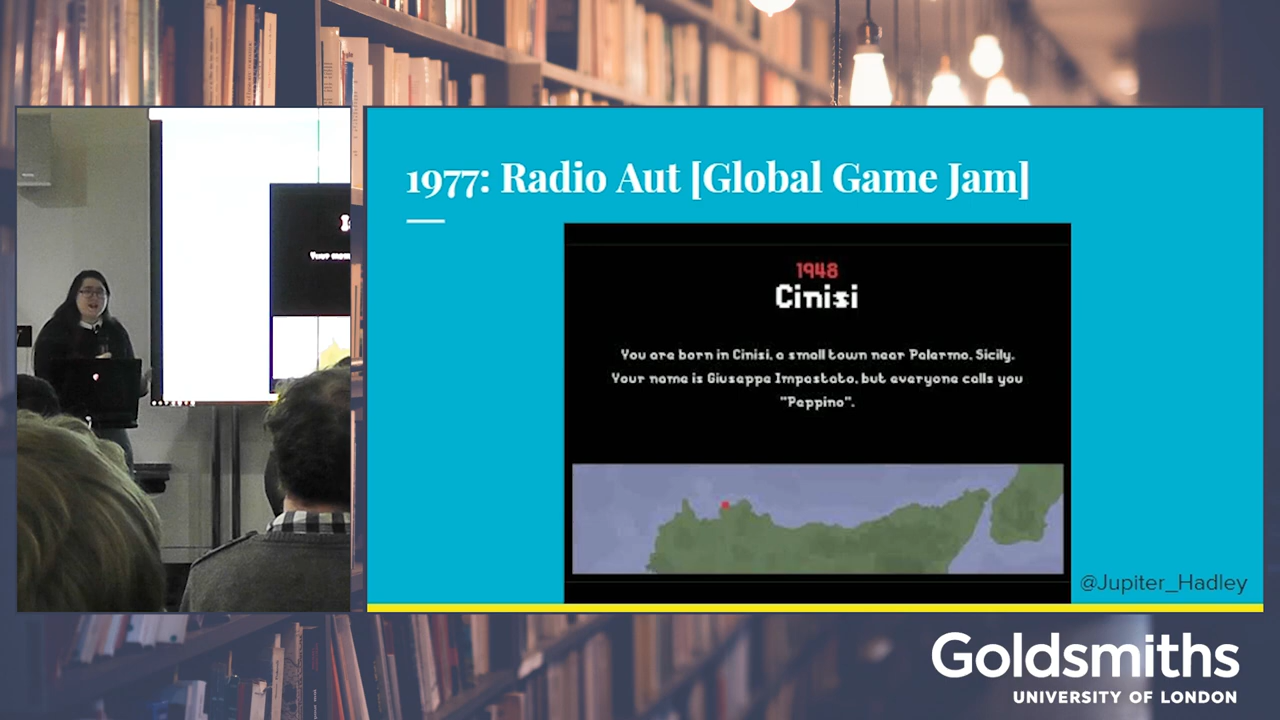 1977: Radio Aut [Global Game Jam]
1948
Cinisi
You are born in Cinisi, a small town near Palermo, Sicily.
Your name is Giuseppe Impastato, but everyone calls you
"Peppino".
@Jupiter_Hadley
Goldsmiths
UNIVERSITY OF LONDON